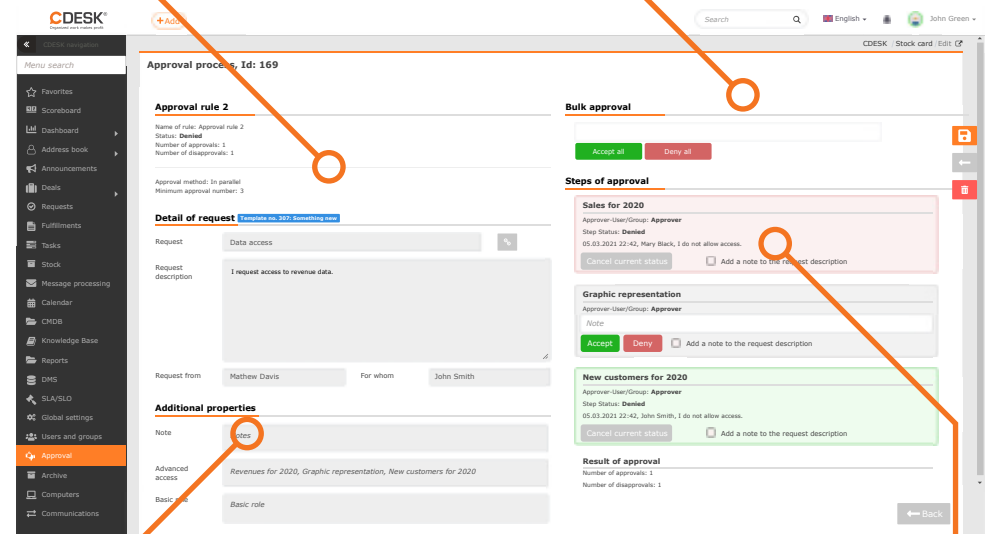 CDESK®
Organized work makes profit
+Add
Search
English
John Green
CDESK navigation
CDESK / Stock card / Edit
Menu search
Approval process, Id: 169
Favorites
Scoreboard
Dashboard
Address book
Announcements
Deals
Requests
Fulfillments
Tasks
Stock
Message processing
Calendar
CMDB
Knowledge Base
Reports
DMS
SLA/SLO
Global settings
Users and groups
Approval
Archive
Computers
Communications
Approval rule 2
Name of rule: Approval rule 2
Status: Denied
Number of approvals: 1
Number of disapprovals: 1
Approval method: In parallel
Minimum approval number: 3
Detail of request Template no. 307: Something new
Request
Data access
Request
description
I request access to revenue data.
Request from
Mathew Davis
For whom
John Smith
Additional properties
Note
Notes
Advanced
access
Revenues for 2020, Graphic representation, New customers for 2020
Basic role
Basic role
Bulk approval
Accept all
Deny all
Steps of approval
Sales for 2020
Approver-User/Group: Approver
Step Status: Denied
05.03.2021 22:42, Mary Black, I do not allow access.
Cancel current status
Add a note to the request description
Graphic representation
Approver-User/Group: Approver
Note
Accept
Deny
Add a note to the request description
New customers for 2020
Approver-User/Group: Approver
Step Status: Denied
05.03.2021 22:42, John Smith, I do not allow access.
Cancel current status
Add a note to the request description
Result of approval
Number of approvals: 1
Number of disapprovals: 1
Back